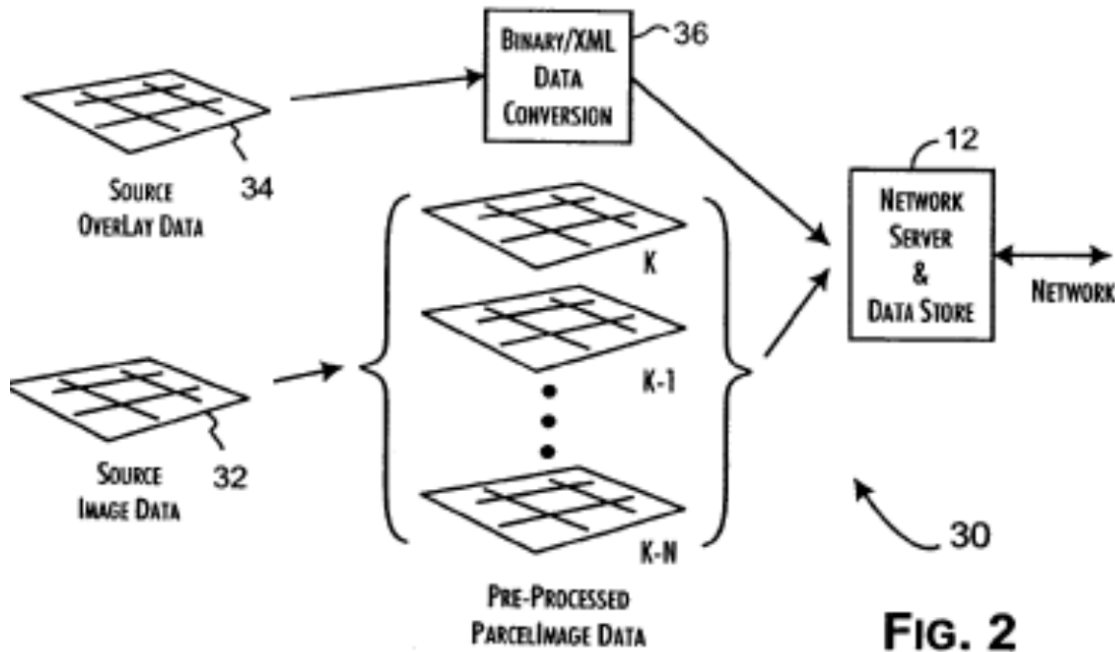 BINARY/XML
DATA
CONVERSION
36
34
SOURCE
OVERLAY DATA
12
NETWORK
SERVER
&
DATA STORE
NETWORK
K
K-1
K-N
32
SOURCE
IMAGE DATA
PRE-PROCESSED
PARCELIMAGE DATA
30
FIG. 2